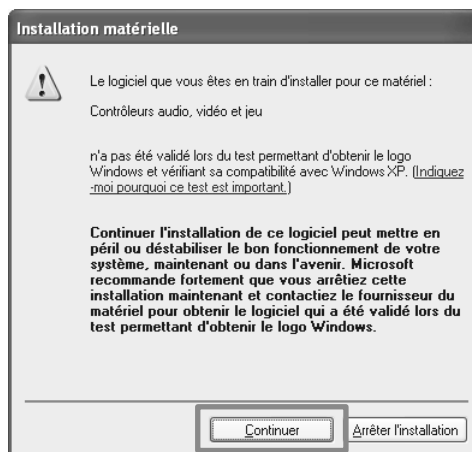 Installation matérielle
Le logiciel que vous êtes en train d'installer pour ce matériel :
Contrôleurs audio, vidéo et jeu
n'a pas été validé lors du test permettant d'obtenir le logo
Windows et vérifiant sa compatibilité avec Windows XP. (Indiquez
-moi pourquoi ce test est important.)
Continuer l'installation de ce logiciel peut mettre en
péril ou déstabiliser le bon fonctionnement de votre
système, maintenant ou dans l'avenir. Microsoft
recommande fortement que vous arrêtiez cette
installation maintenant et contactiez le fournisseur du
matériel pour obtenir le logiciel qui a été validé lors du
test permettant d'obtenir le logo Windows.
Continuer
Arrêter l'installation